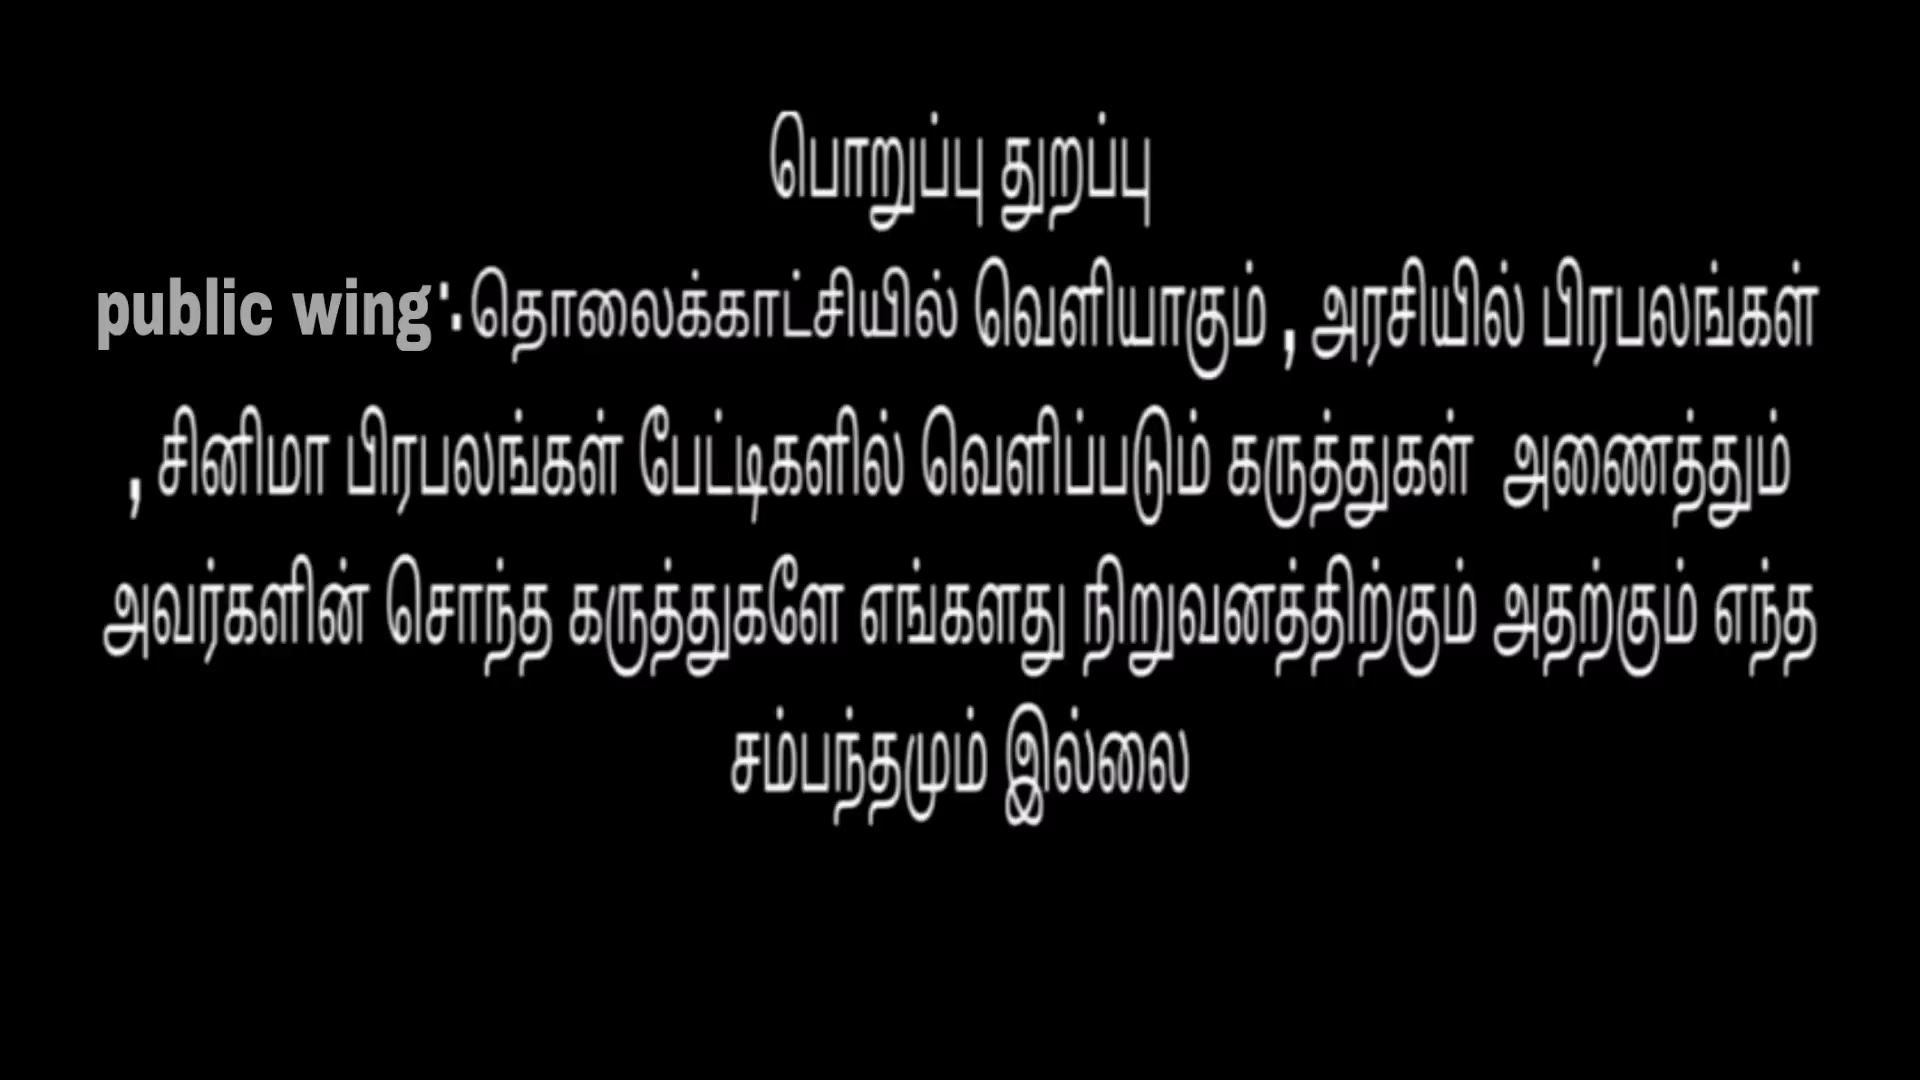 பொறுப்பு துறப்பு
public wing': தொலைக்காட்சியில் வெளியாகும் , அரசியில் பிரபலங்கள்
, சினிமா பிரபலங்கள் பேட்டிகளில் வெளிப்படும் கருத்துகள் அணைத்தும்
அவர்களின் சொந்த கருத்துகளே எங்களது நிறுவனத்திற்கும் அதற்கும் எந்த
சம்பந்தமும் இல்லை